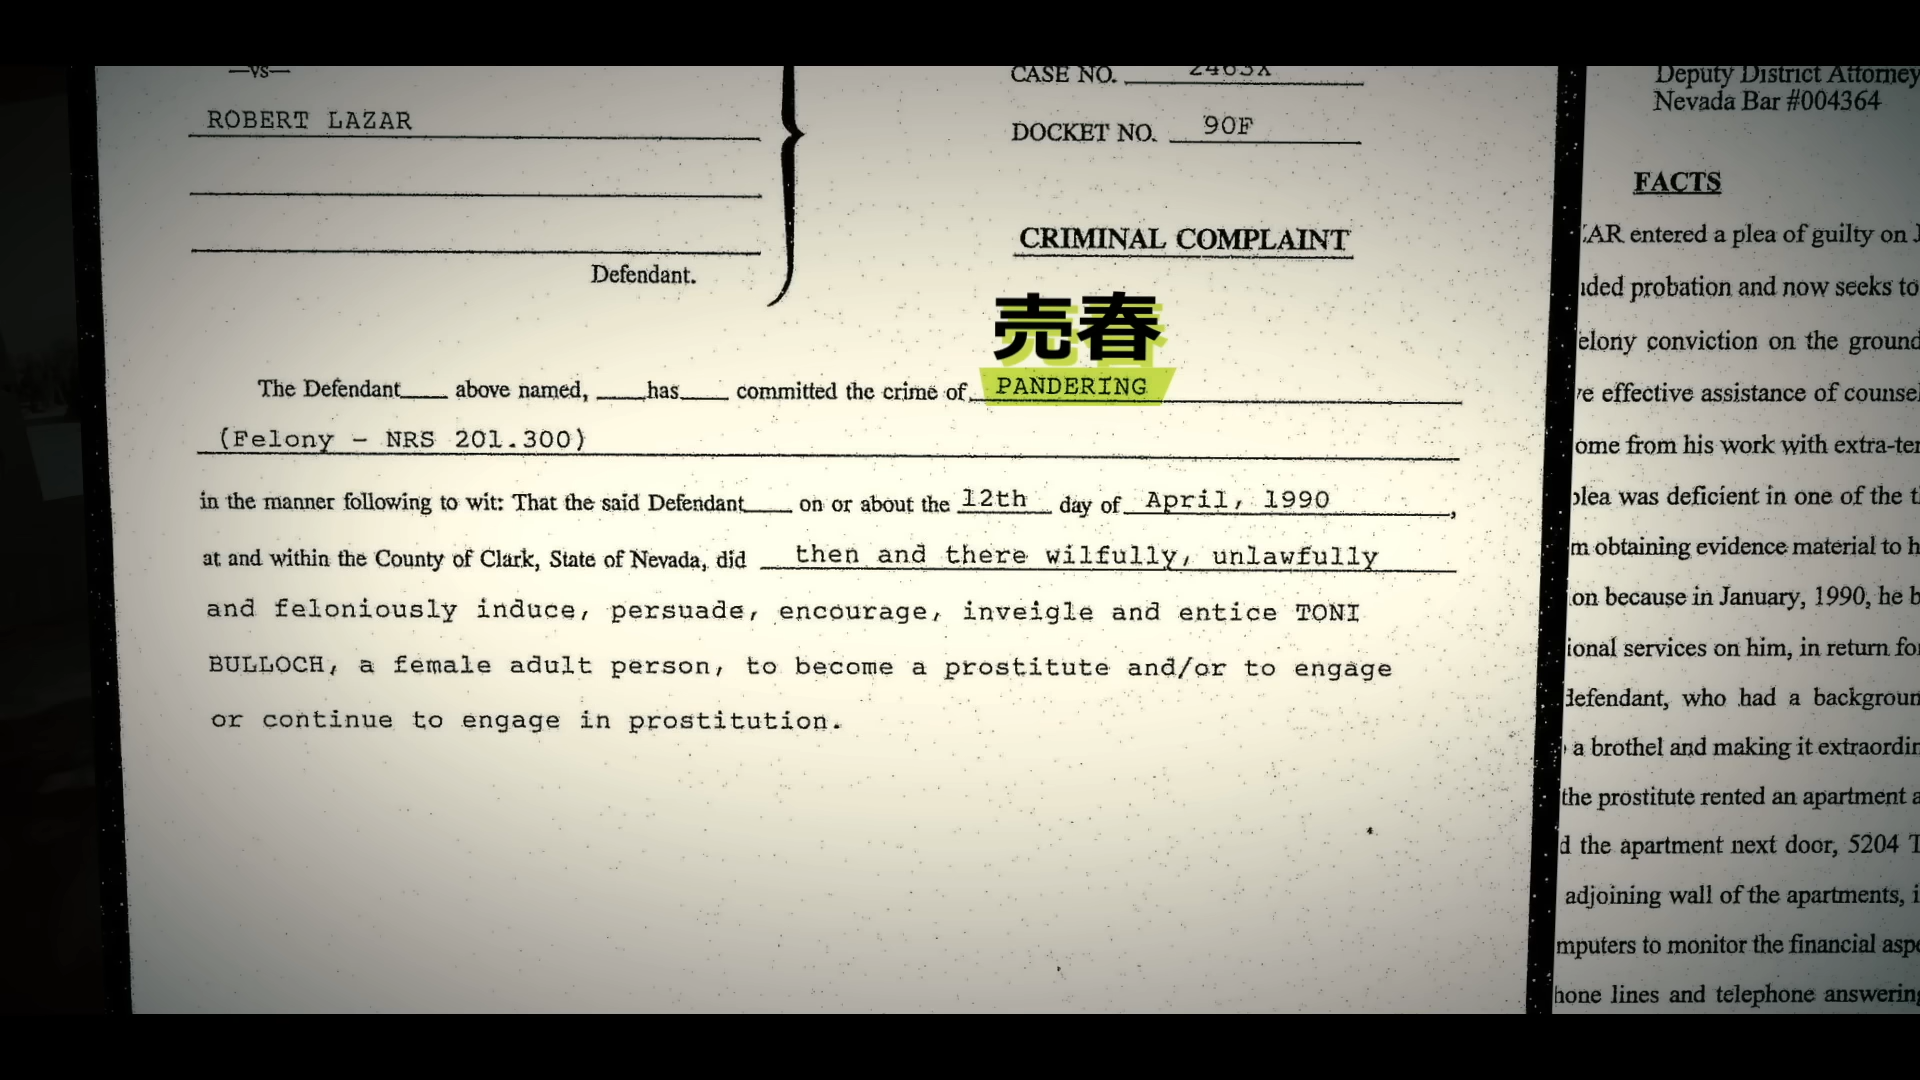 —vs—
ROBERT LAZAR
Defendant.
CASE NO. 2463X
DOCKET NO. 90F
CRIMINAL COMPLAINT
売春
The Defendant above named, has committed the crime of PANDERING
(Felony - NRS 201.300)
in the manner following to wit: That the said Defendant on or about the 12th day of April, 1990,
at and within the County of Clark, State of Nevada, did then and there wilfully, unlawfully
and feloniously induce, persuade, encourage, inveigle and entice TONI
BULLOCH, a female adult person, to become a prostitute and/or to engage
or continue to engage in prostitution.
Deputy District Attorney
Nevada Bar #004364
FACTS
entered a plea of guilty on
probation and now seeks to
conviction on the
effective assistance of
from his work with
was deficient in one of the
obtaining evidence material to
because in January, 1990, he
services on him, in return
who had a
a brothel and making it
the prostitute rented an apartment
the apartment next door, 5204
adjoining wall of the apartments,
to monitor the financial
lines and telephone